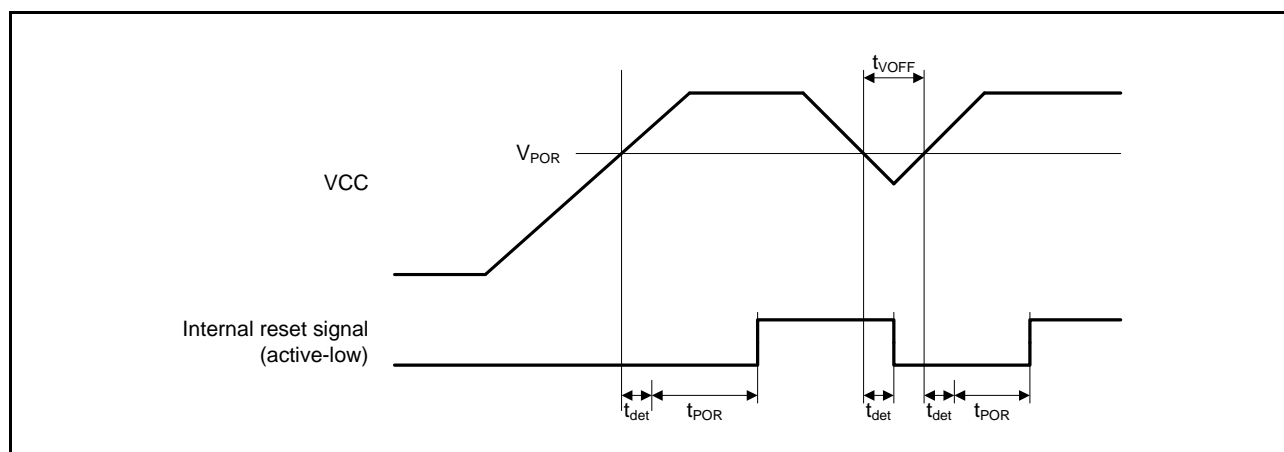 tVOFF
VPOR
VCC
Internal reset signal
(active-low)
tdet
tPOR
tdet
tdet
tPOR